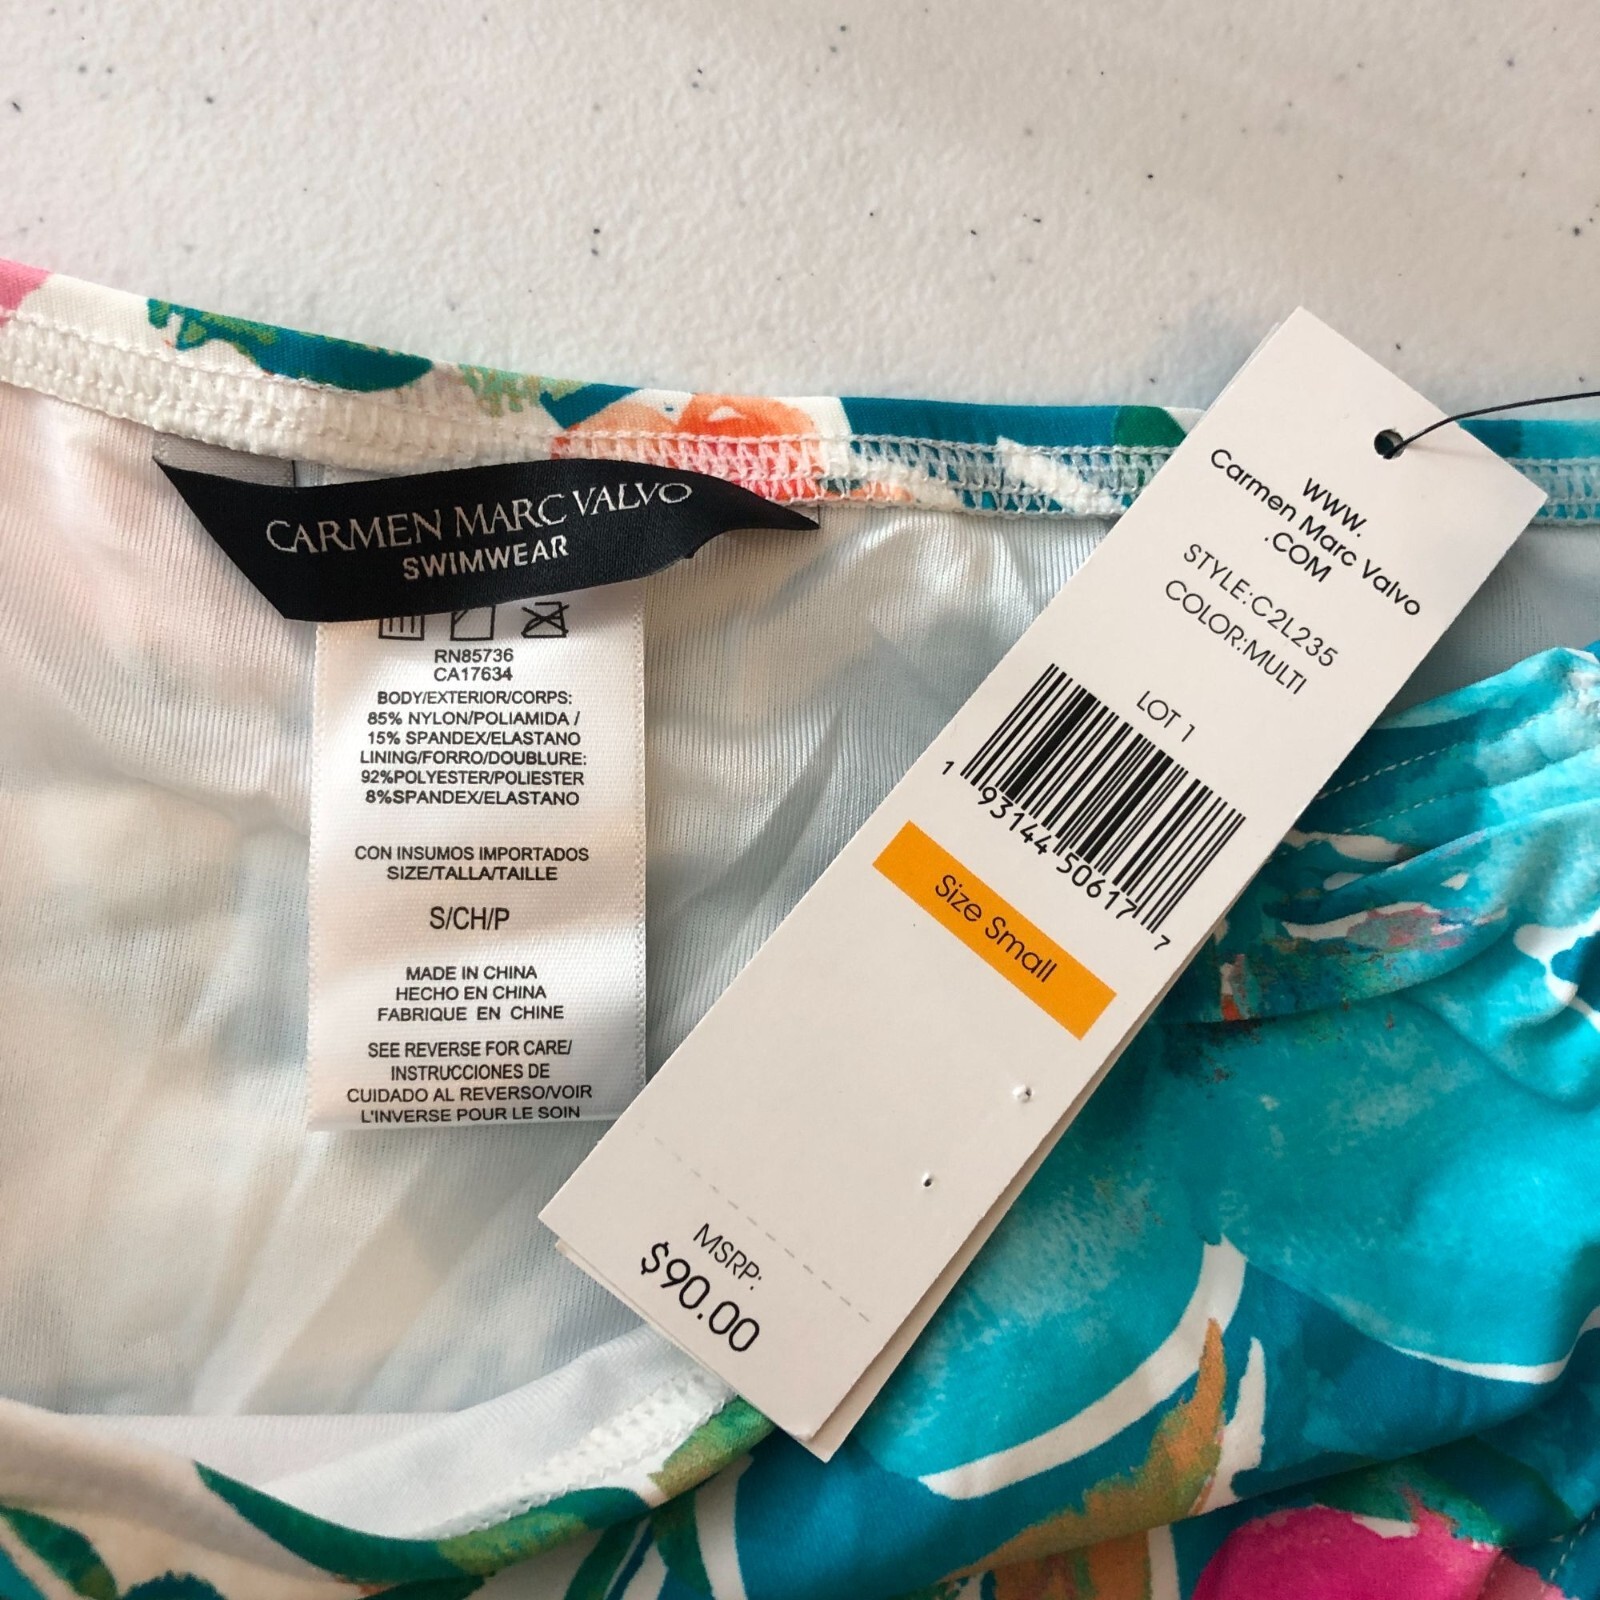 CARMEN MARC VALVO
SWIMWEAR
RN85736
CA17634
BODY/EXTERIOR/CORPS:
85% NYLON/POLIAMIDA /
15% SPANDEX/ELASTANO
LINING/FORRO/DOUBLURE:
92%POLYESTER/POLIESTER
8%SPANDEX/ELASTANO
CON INSUMOS IMPORTADOS
SIZE/TALLA/TAILLE
S/CH/P
MADE IN CHINA
HECHO EN CHINA
FABRIQUE EN CHINE
SEE REVERSE FOR CARE/
INSTRUCCIONES DE
CUIDADO AL REVERSO/VOIR
L'INVERSE POUR LE SOIN
WWW.
Carmen Marc Valvo
.COM
STYLE:C2L235
COLOR:MULTI
LOT 1
1 93144 50617 7
Size Small
MSRP:
$90.00